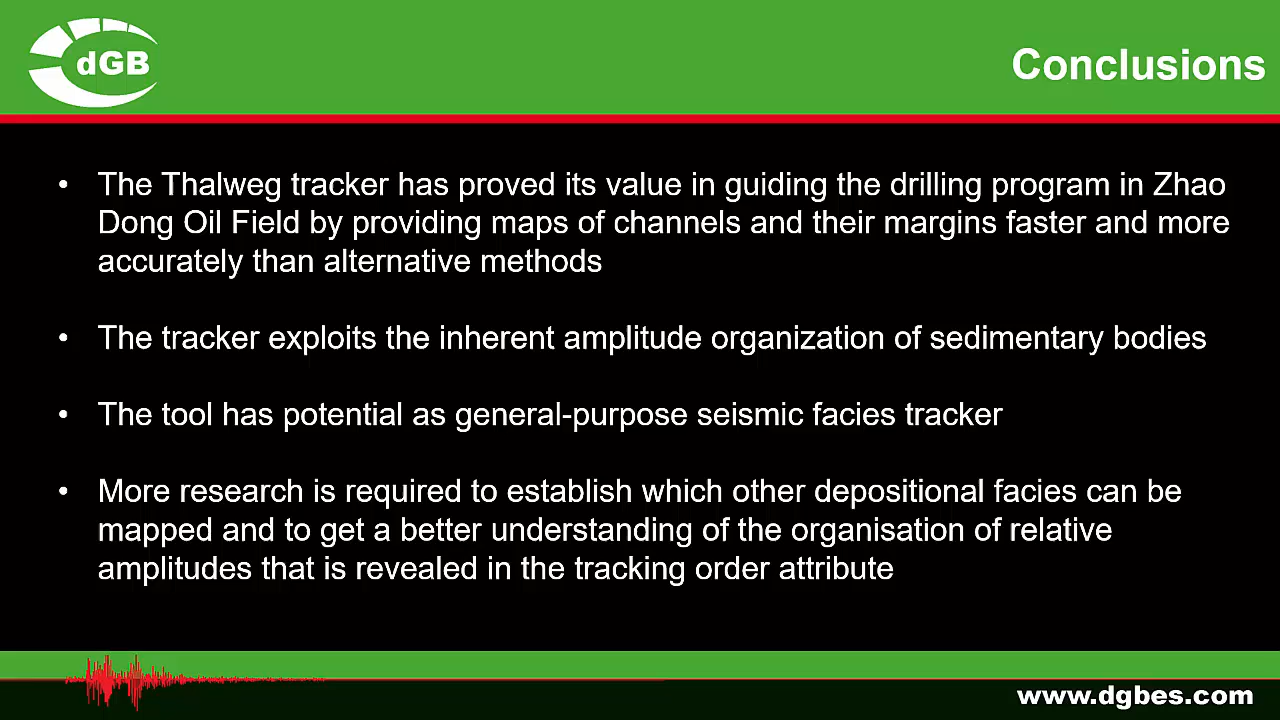 dGB
Conclusions
• The Thalweg tracker has proved its value in guiding the drilling program in Zhao
Dong Oil Field by providing maps of channels and their margins faster and more
accurately than alternative methods
• The tracker exploits the inherent amplitude organization of sedimentary bodies
• The tool has potential as general-purpose seismic facies tracker
• More research is required to establish which other depositional facies can be
mapped and to get a better understanding of the organisation of relative
amplitudes that is revealed in the tracking order attribute
www.dgbes.com